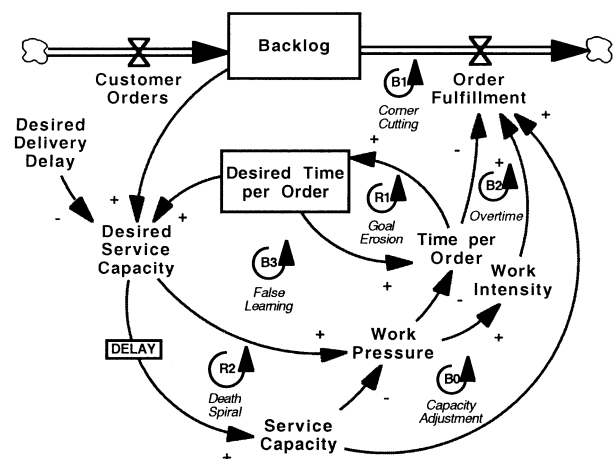 Backlog
Customer
Orders
B1
Corner
Cutting
Order
Fulfillment
Desired
Delivery
Delay
+
-
+
+
Desired Time
per Order
+
R1
Goal
Erosion
-
+
B2
Overtime
+
Desired
Service
Capacity
B3
False
Learning
+
Time per
Order
-
Work
Intensity
DELAY
+
Work
Pressure
+
R2
Death
Spiral
-
B0
Capacity
Adjustment
Service
Capacity
+